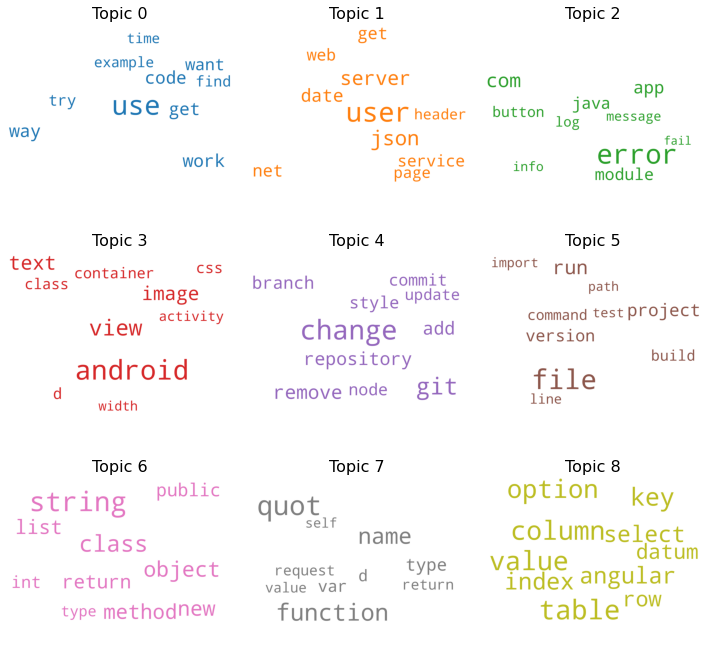 Topic 0
time
example want
code find
try use get
way
work
Topic 1
get
web
server
date
user header
json
service
net page
Topic 2
com app
java
button message
log
fail
error
info module
Topic 3
text css
container
class image
activity
view
android
d
width
Topic 4
branch commit
style update
change add
repository
remove node git
Topic 5
import run
path
command test project
version
build
file
line
Topic 6
string public
list
class
object
int return
type method new
Topic 7
quot
self
name
request d type
value var return
function
Topic 8
option key
column select
value datum
index angular
table row